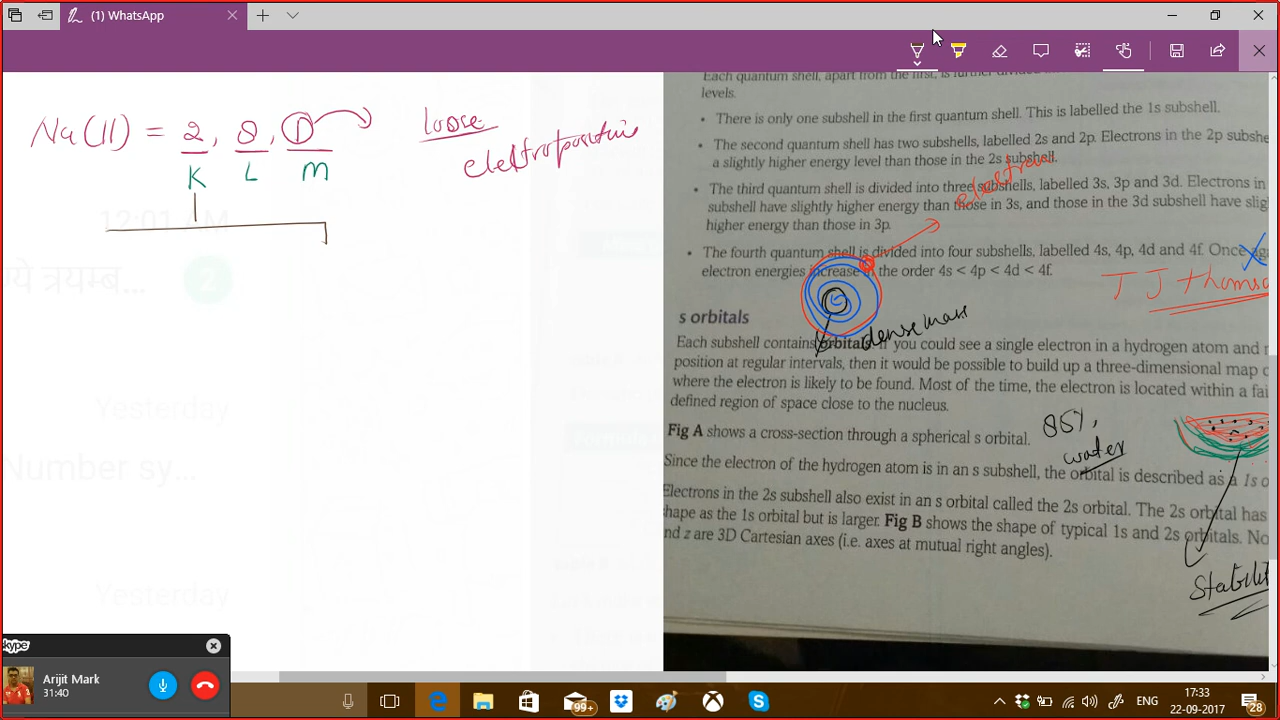 (1) WhatsApp
Na(11) = 2, 8, 1
K L M
loose
electropositive
12:01 AM
ग्ये त्रयम्ब... 2
Yesterday
Number sy...
Yesterday
Each quantum shell, apart from the first, is further
levels.
There is only one subshell in the first quantum shell. This is labelled the 1s subshell.
The second quantum shell has two subshells, labelled 2s and 2p. Electrons in the 2p
a slightly higher energy level than those in the 2s subshell.
The third quantum shell is divided into three subshells, labelled 3s, 3p and 3d. Electrons in
subshell have slightly higher energy than those in 3s, and those in the 3d subshell have
higher energy than those in 3p.
The fourth quantum shell is divided into four subshells, labelled 4s, 4p, 4d and 4f. Once
electron energies increase in the order 4s < 4p < 4d < 4f.
dense mass
s orbitals
Each subshell contains orbitals. If you could see a single electron in a hydrogen atom and
position at regular intervals, then it would be possible to build up a three-dimensional map
where the electron is likely to be found. Most of the time, the electron is located within a
defined region of space close to the nucleus.
85%
water
Fig A shows a cross-section through a spherical s orbital.
Since the electron of the hydrogen atom is in an s subshell, the orbital is described as a 1s
Electrons in the 2s subshell also exist in an s orbital called the 2s orbital. The 2s orbital has
shape as the 1s orbital but is larger. Fig B shows the shape of typical 1s and 2s orbitals.
nd z are 3D Cartesian axes (i.e. axes at mutual right angles).
skype
Arijit Mark
31:40
99+
ENG
17:33
22-09-2017
28